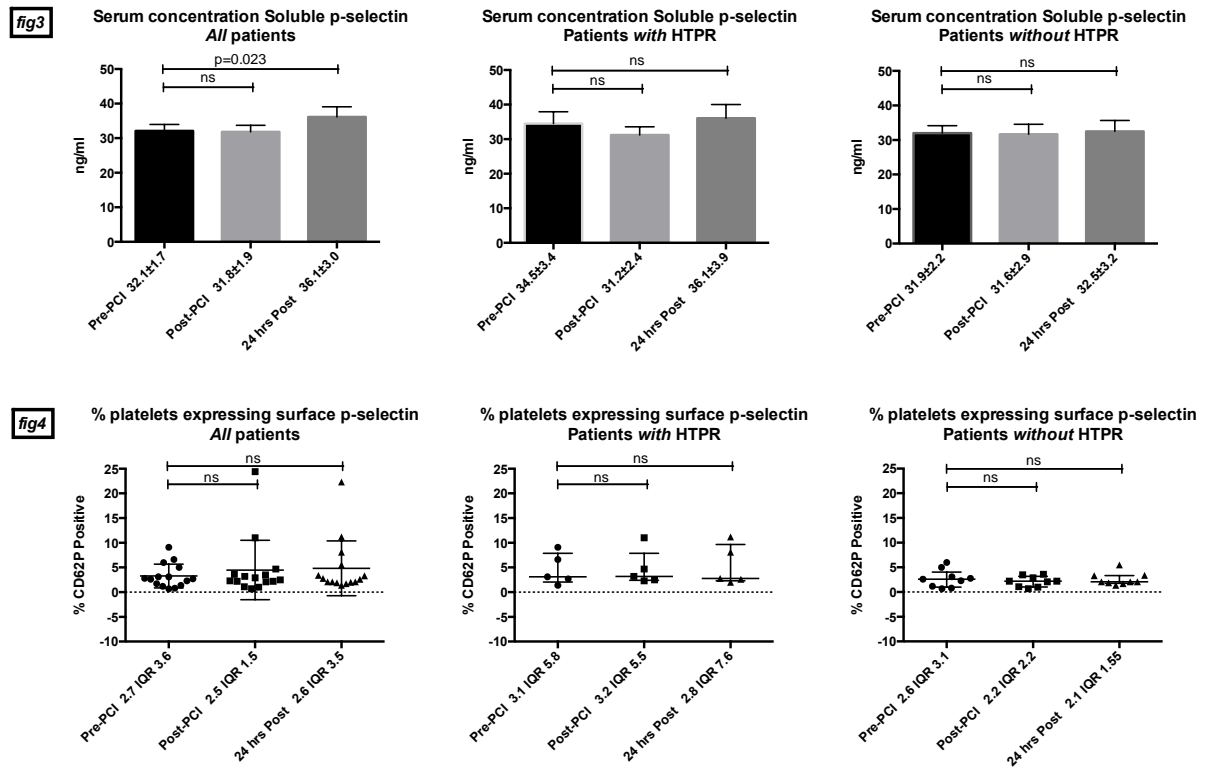 fig3
Serum concentration Soluble p-selectin
All patients
p=0.023
ns
50
40
30
20
10
0
ng/ml
Pre-PCI 32.1±1.7
Post-PCI 31.8±1.9
24 hrs Post 36.1±3.0
Serum concentration Soluble p-selectin
Patients with HTPR
ns
ns
50
40
30
20
10
0
ng/ml
Pre-PCI 34.5±3.4
Post-PCI 31.2±2.4
24 hrs Post 36.1±3.9
Serum concentration Soluble p-selectin
Patients without HTPR
ns
ns
50
40
30
20
10
0
ng/ml
Pre-PCI 31.9±2.2
Post-PCI 31.6±2.9
24 hrs Post 32.5±3.2
fig4
% platelets expressing surface p-selectin
All patients
ns
ns
25
20
15
10
5
0
-5
-10
% CD62P Positive
Pre-PCI 2.7 IQR 3.6
Post-PCI 2.5 IQR 1.5
24 hrs Post 2.6 IQR 3.5
% platelets expressing surface p-selectin
Patients with HTPR
ns
ns
25
20
15
10
5
0
-5
-10
% CD62P Positive
Pre-PCI 3.1 IQR 5.8
Post-PCI 3.2 IQR 5.5
24 hrs Post 2.8 IQR 7.6
% platelets expressing surface p-selectin
Patients without HTPR
ns
ns
25
20
15
10
5
0
-5
-10
% CD62P Positive
Pre-PCI 2.6 IQR 3.1
Post-PCI 2.2 IQR 2.2
24 hrs Post 2.1 IQR 1.55